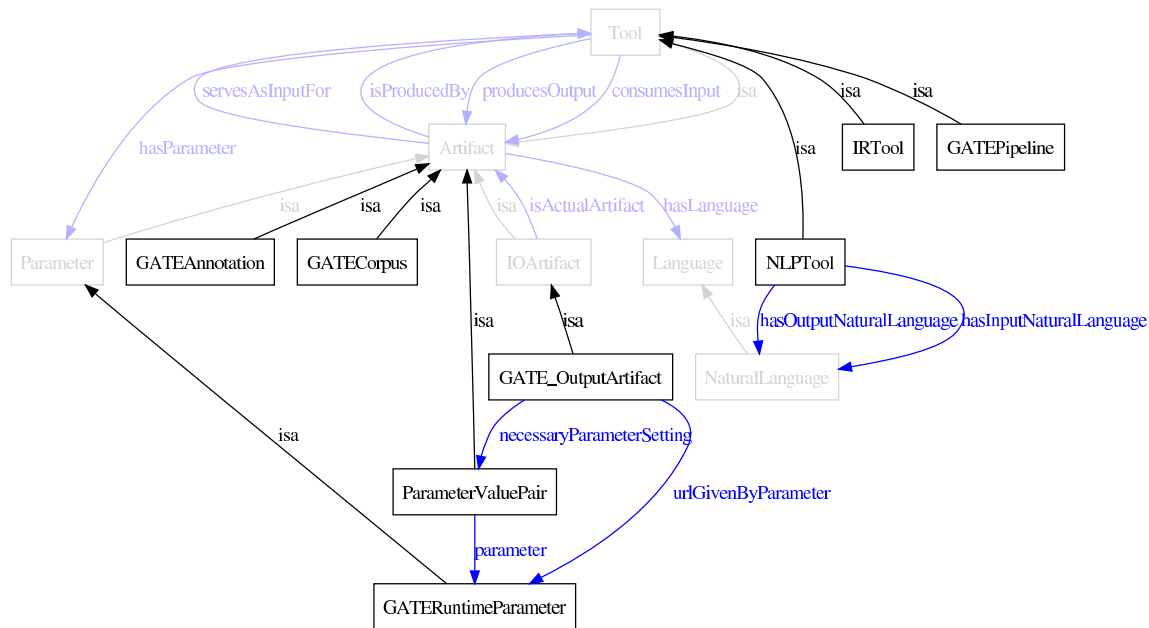 Tool
servesAsInputFor
isProducedBy
producesOutput
consumesInput
isa
isa
isa
hasParameter
Artifact
isa
IRTool
GATEPipeline
isa
isa
isa
isa
isActualArtifact
hasLanguage
Parameter
GATEAnnotation
GATECorpus
IOArtifact
Language
NLPTool
isa
isa
isa
hasOutputNaturalLanguage
hasInputNaturalLanguage
GATE_OutputArtifact
NaturalLanguage
isa
necessaryParameterSetting
ParameterValuePair
urlGivenByParameter
parameter
GATERuntimeParameter